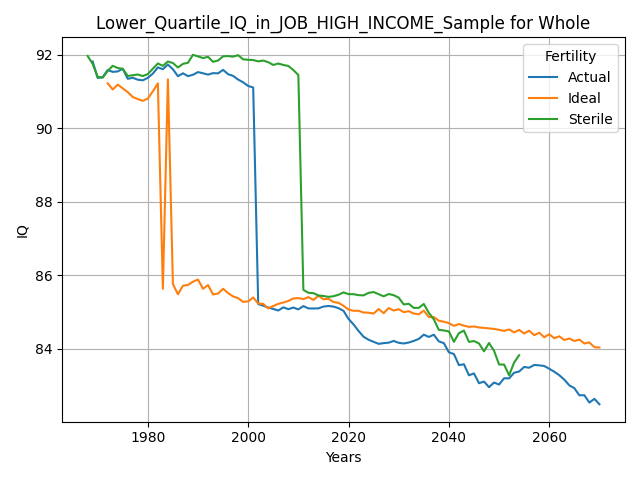 Lower_Quartile_IQ_in_JOB_HIGH_INCOME_Sample for Whole
Fertility
Actual
Ideal
Sterile
92
90
88
86
84
IQ
1980
2000
2020
2040
2060
Years